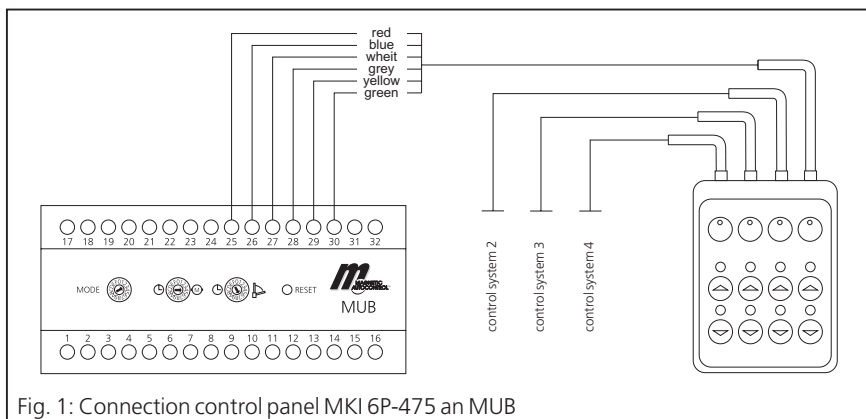 red
blue
wheit
grey
yellow
green
17 18 19 20 21 22 23 24 25 26 27 28 29 30 31 32
MODE
RESET
m
MAGNETIC
AUTOCONTROL
MUB
M
1 2 3 4 5 6 7 8 9 10 11 12 13 14 15 16
control system 2
control system 3
control system 4
Fig. 1: Connection control panel MKI 6P-475 an MUB